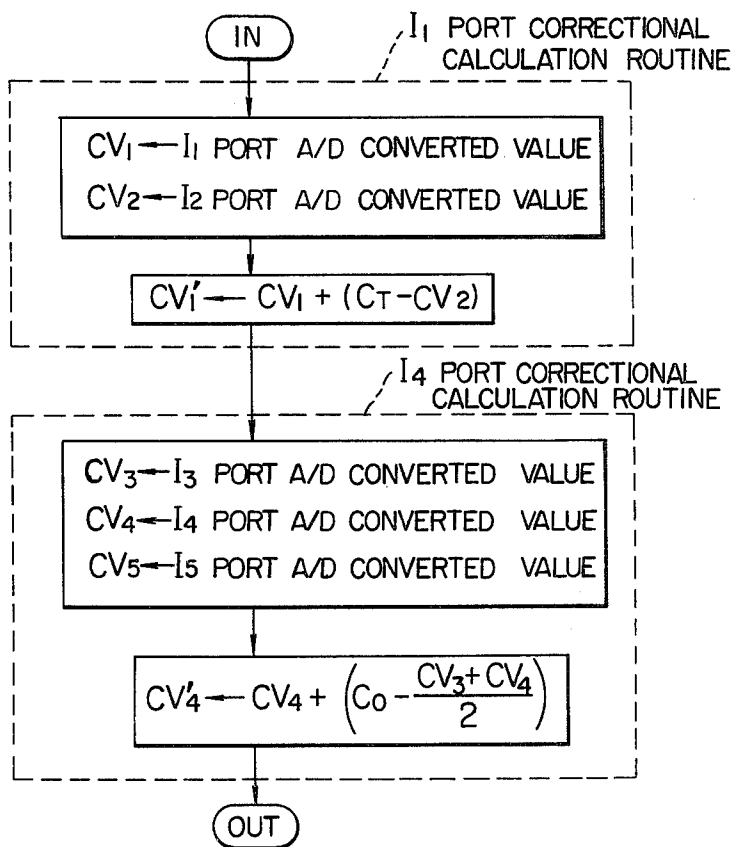 IN
I₁ PORT CORRECTIONAL
CALCULATION ROUTINE
CV₁←I₁ PORT A/D CONVERTED VALUE
CV₂←I₂ PORT A/D CONVERTED VALUE
CV₁′← CV₁ + (CT−CV₂)
I₄ PORT CORRECTIONAL
CALCULATION ROUTINE
CV₃←I₃ PORT A/D CONVERTED VALUE
CV₄←I₄ PORT A/D CONVERTED VALUE
CV₅←I₅ PORT A/D CONVERTED VALUE
CV₄′← CV₄ + (C₀ − (CV₃+CV₄)/2)
OUT